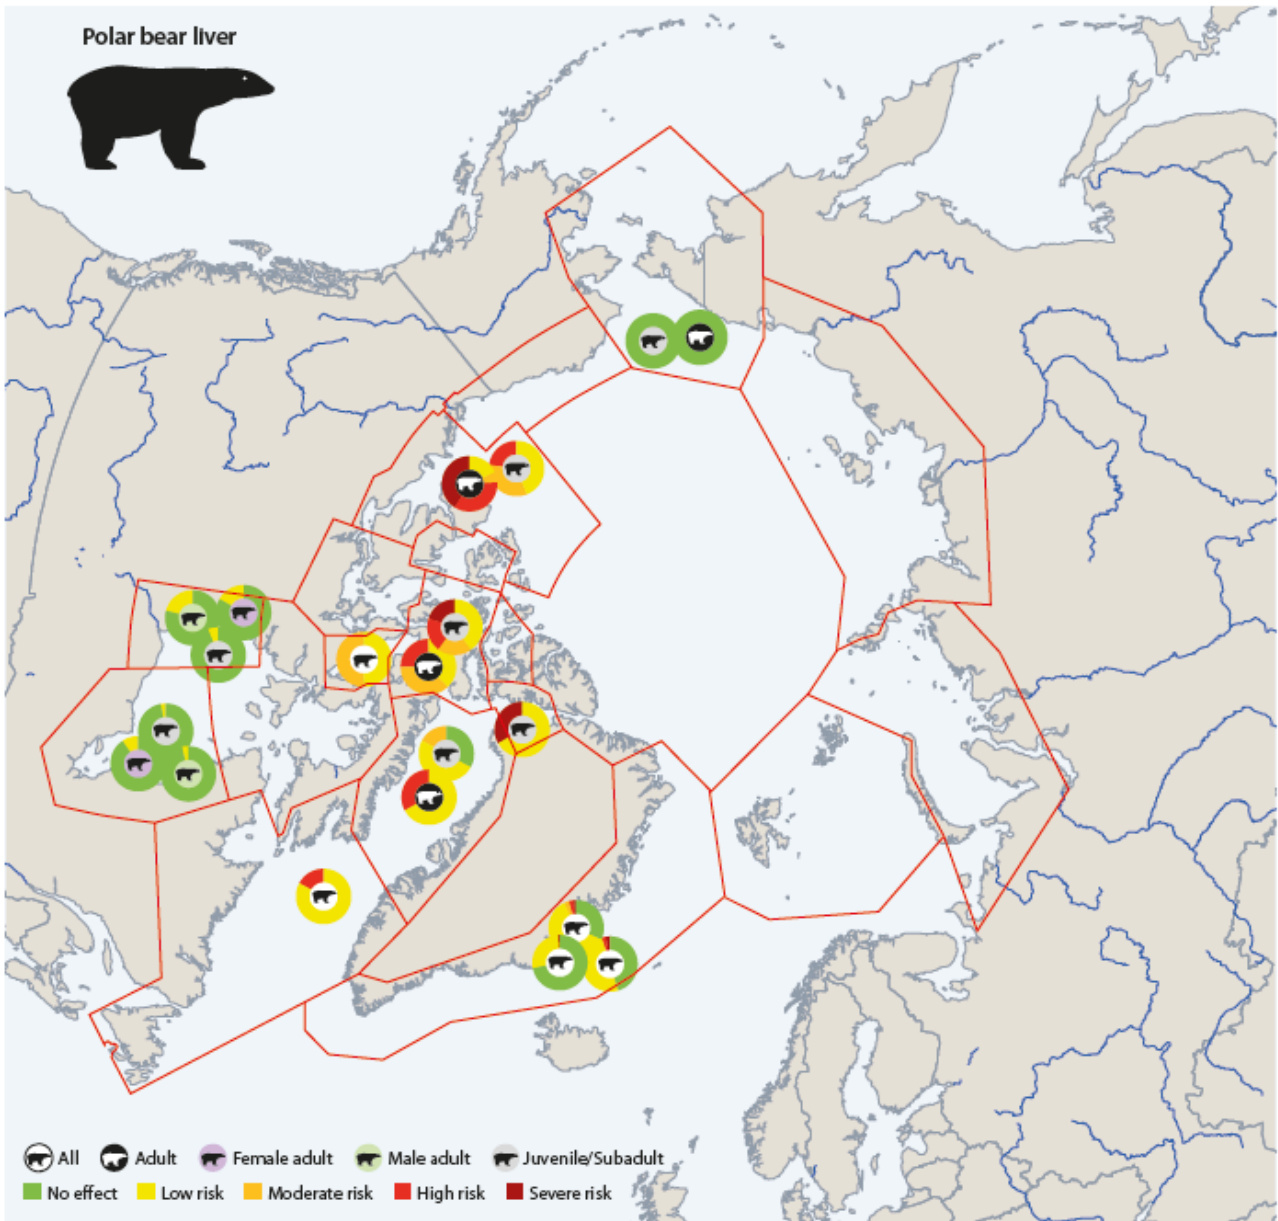 Polar bear liver
All Adult Female adult Male adult Juvenile/Subadult
No effect Low risk Moderate risk High risk Severe risk